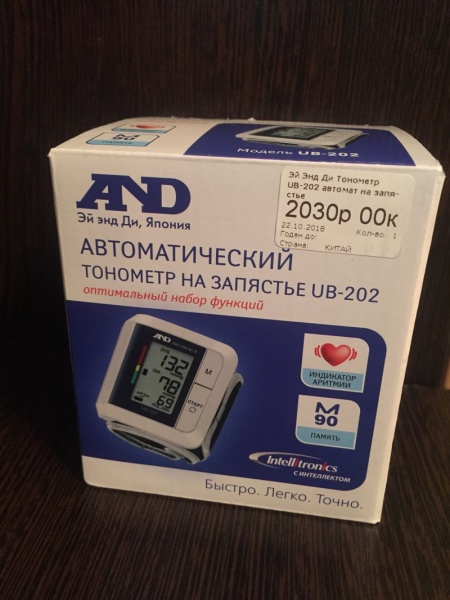 Модель UB-202
AND
Эй энд Ди, Япония
Эй Энд Ди Тонометр
UB-202 автомат на запя-
стье
2030р 00к
22.10.2018 Кол-во: 1
Годен до:
Страна: КИТАЙ
АВТОМАТИЧЕСКИЙ
ТОНОМЕТР НА ЗАПЯСТЬЕ UB-202
оптимальный набор функций
AND
132
78
69
M
СТАРТ
ИНДИКАТОР
АРИТМИИ
M
90
ПАМЯТЬ
Intellitronics
С ИНТЕЛЛЕКТОМ
Быстро. Легко. Точно.